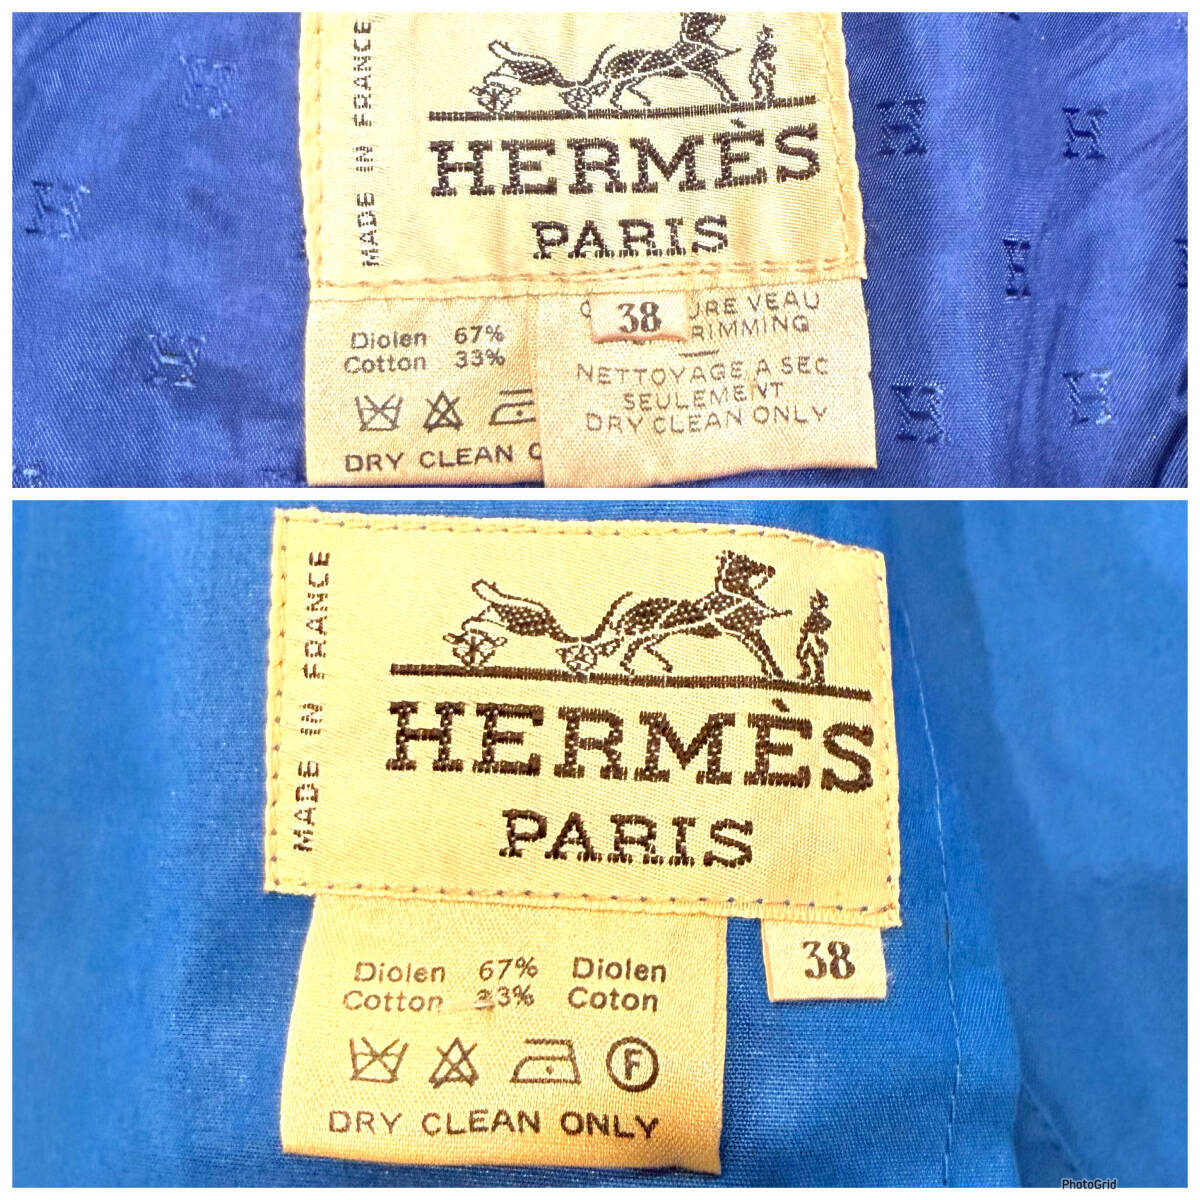 MADE IN FRANCE
HERMÈS
PARIS
Diolen 67%
Cotton 33%
DRY CLEAN
38
URE VEAU
RIMMING
NETTOYAGE A SEC
SEULEMENT
DRY CLEAN ONLY
MADE IN FRANCE
HERMÈS
PARIS
Diolen 67% Diolen
Cotton 33% Coton
F
DRY CLEAN ONLY
38
PhotoGrid